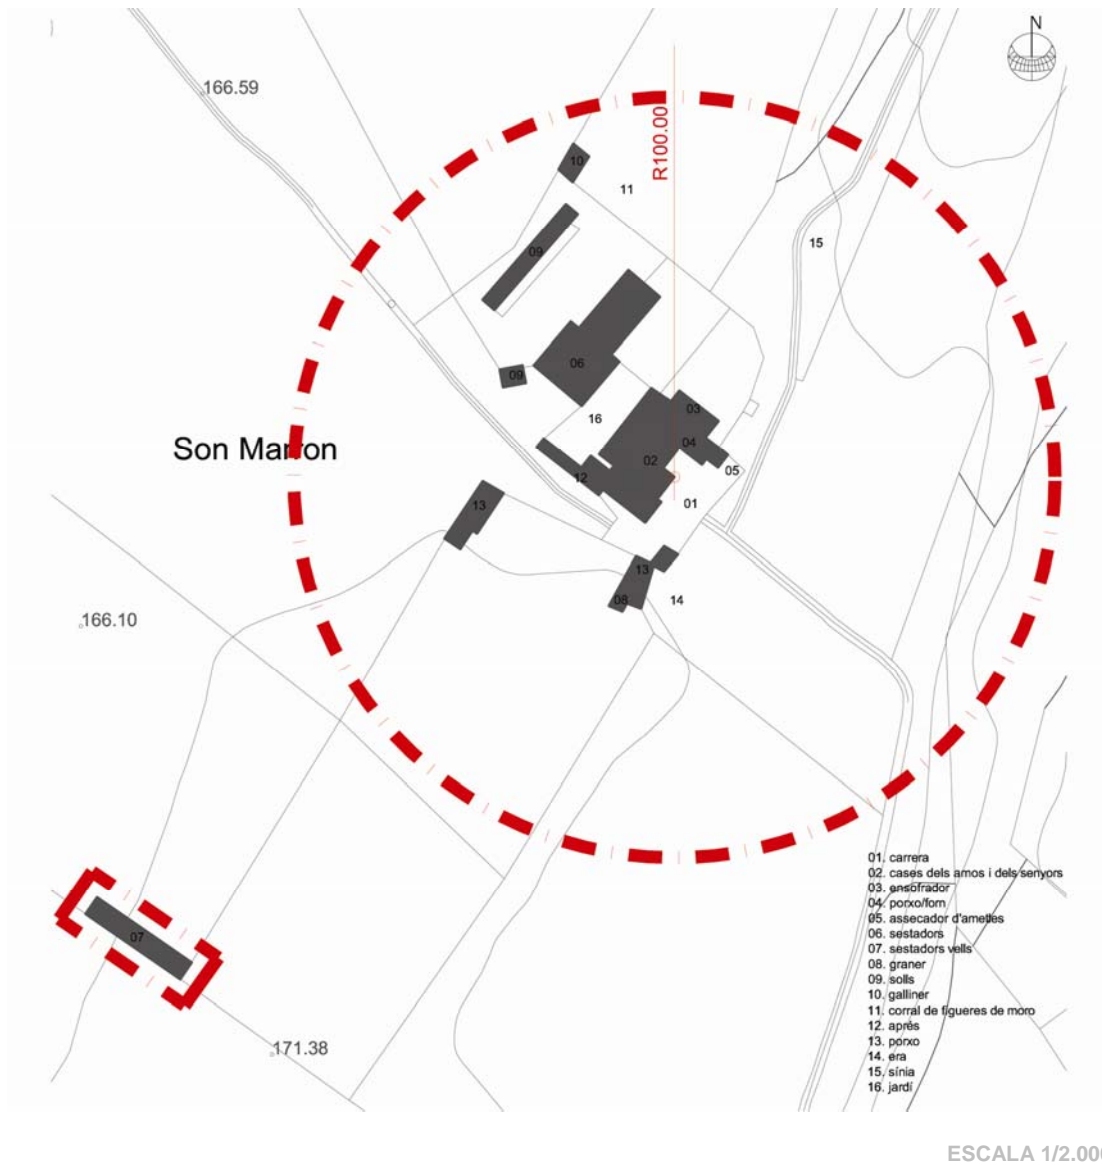 N
166.59
R100.00
10
11
09
15
06
09
03
16
04
Son Marron
02
05
12
13
01
13
08
14
166.10
07
171.38
01. carrera
02. cases dels amos i dels senyors
03. ensofrador
04. porxo/forn
05. assecador d'ametles
06. sestadors
07. sestadors vells
08. graner
09. solls
10. galliner
11. corral de figueres de moro
12. aprés
13. porxo
14. era
15. sínia
16. jardí
ESCALA 1/2.000